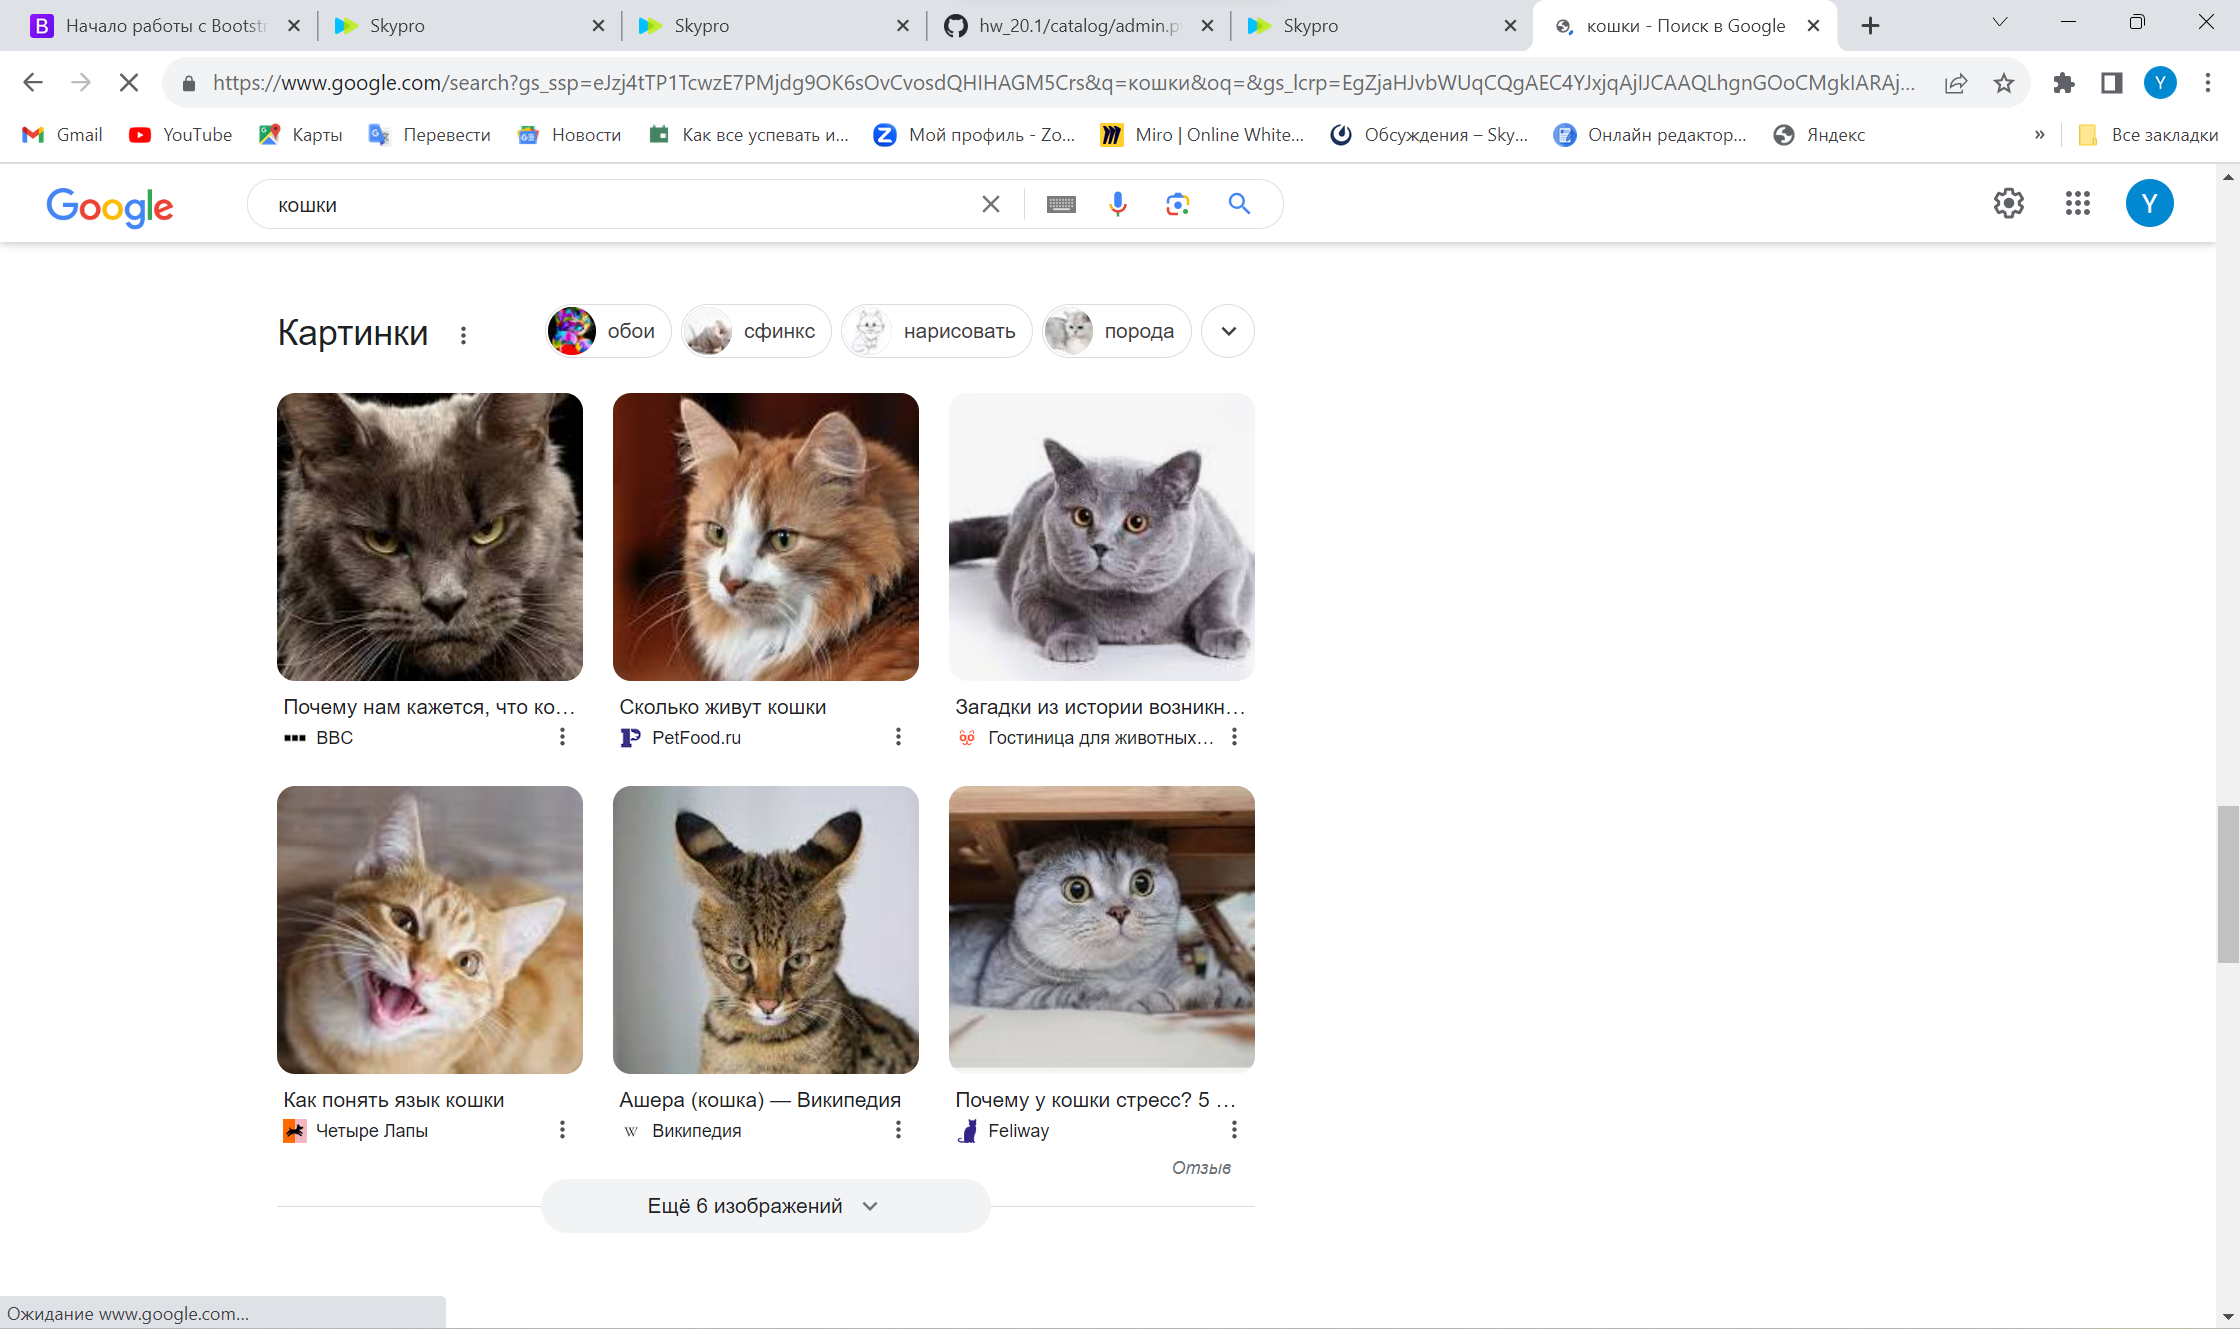 Начало работы с Bootstr
Skypro
Skypro
hw_20.1/catalog/admin.p
Skypro
кошки - Поиск в Google
https://www.google.com/search?gs_ssp=eJzj4tTP1TcwzE7PMjdg9OK6sOvCvosdQHIHAGM5Crs&q=кошки&oq=&gs_lcrp=EgZjaHJvbWUqCQgAEC4YJxjqAjIJCAAQLhgnGOoCMgkIARAj...
Y
Gmail
YouTube
Карты
Перевести
Новости
Как все успевать и...
Мой профиль - Zo...
Miro | Online White...
Обсуждения – Sky...
Онлайн редактор...
Яндекс
»
Все закладки
Google
кошки
Y
Картинки
обои
сфинкс
нарисовать
порода
Почему нам кажется, что ко...
Сколько живут кошки
Загадки из истории возникн...
BBC
PetFood.ru
Гостиница для животных...
Как понять язык кошки
Ашера (кошка) — Википедия
Почему у кошки стресс? 5 ...
Четыре Лапы
Википедия
Feliway
Отзыв
Ещё 6 изображений
Ожидание www.google.com...